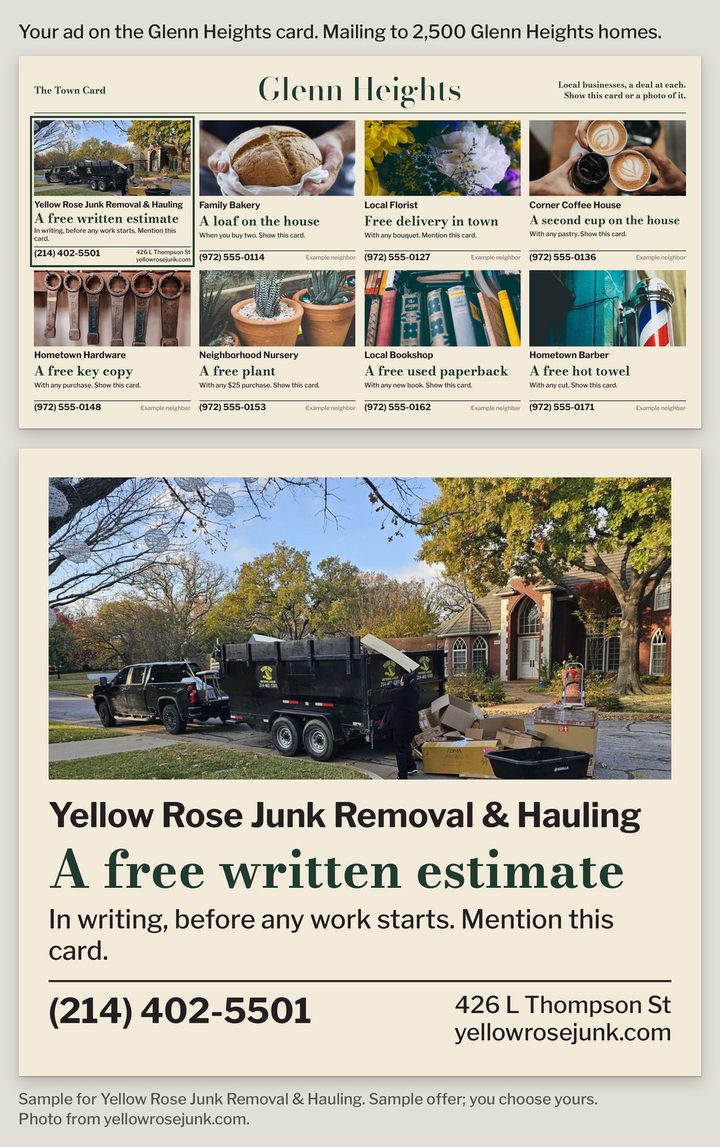 Your ad on the Glenn Heights card. Mailing to 2,500 Glenn Heights homes.
The Town Card
Glenn Heights
Local businesses, a deal at each.
Show this card or a photo of it.
Yellow Rose Junk Removal & Hauling
A free written estimate
In writing, before any work starts. Mention this
card.
(214) 402-5501
426 L Thompson St
yellowrosejunk.com
Family Bakery
A loaf on the house
When you buy two. Show this card.
(972) 555-0114
Example neighbor
Local Florist
Free delivery in town
With any bouquet. Mention this card.
(972) 555-0127
Example neighbor
Corner Coffee House
A second cup on the house
With any pastry. Show this card.
(972) 555-0136
Example neighbor
Hometown Hardware
A free key copy
With any purchase. Show this card.
(972) 555-0148
Example neighbor
Neighborhood Nursery
A free plant
With any $25 purchase. Show this card.
(972) 555-0153
Example neighbor
Local Bookshop
A free used paperback
With any new book. Show this card.
(972) 555-0162
Example neighbor
Hometown Barber
A free hot towel
With any cut. Show this card.
(972) 555-0171
Example neighbor
Yellow Rose Junk Removal & Hauling
A free written estimate
In writing, before any work starts. Mention this
card.
(214) 402-5501
426 L Thompson St
yellowrosejunk.com
Sample for Yellow Rose Junk Removal & Hauling. Sample offer; you choose yours.
Photo from yellowrosejunk.com.